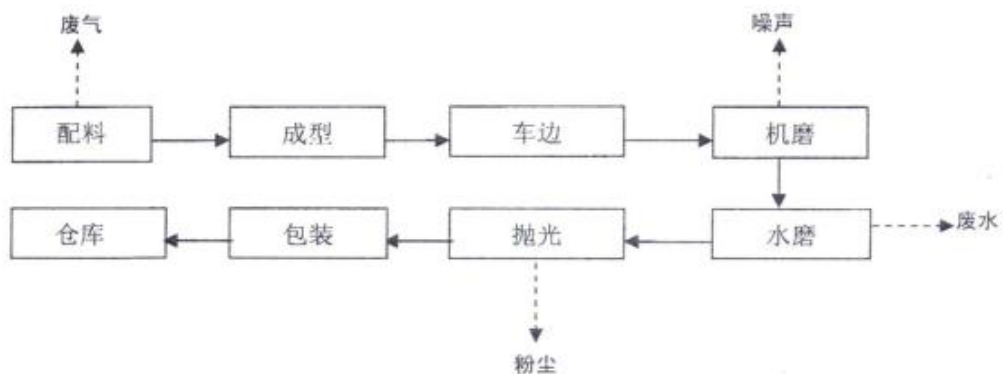 废气
噪声
配料
成型
车边
机磨
仓库
包装
抛光
水磨
废水
粉尘